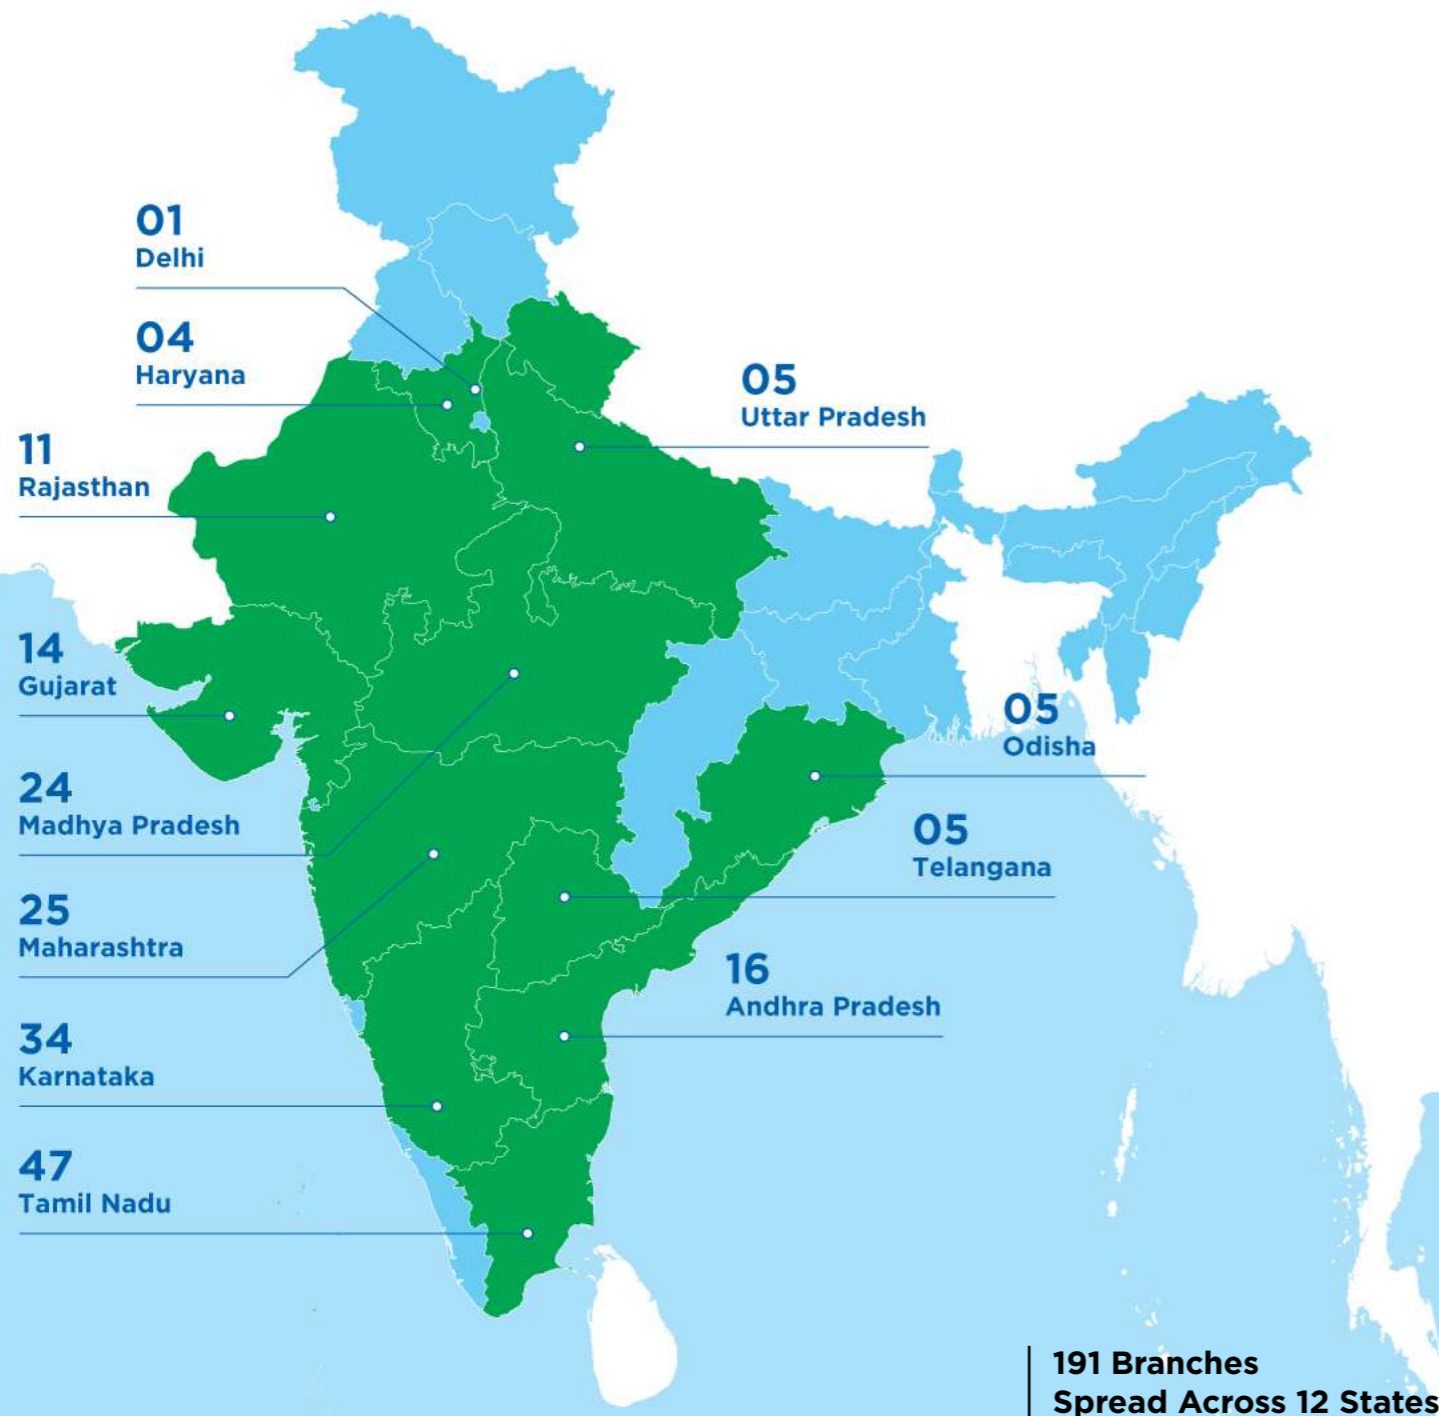 01
Delhi
04
Haryana
05
Uttar Pradesh
11
Rajasthan
14
Gujarat
05
Odisha
24
Madhya Pradesh
05
Telangana
25
Maharashtra
16
Andhra Pradesh
34
Karnataka
47
Tamil Nadu
191 Branches
Spread Across 12 States